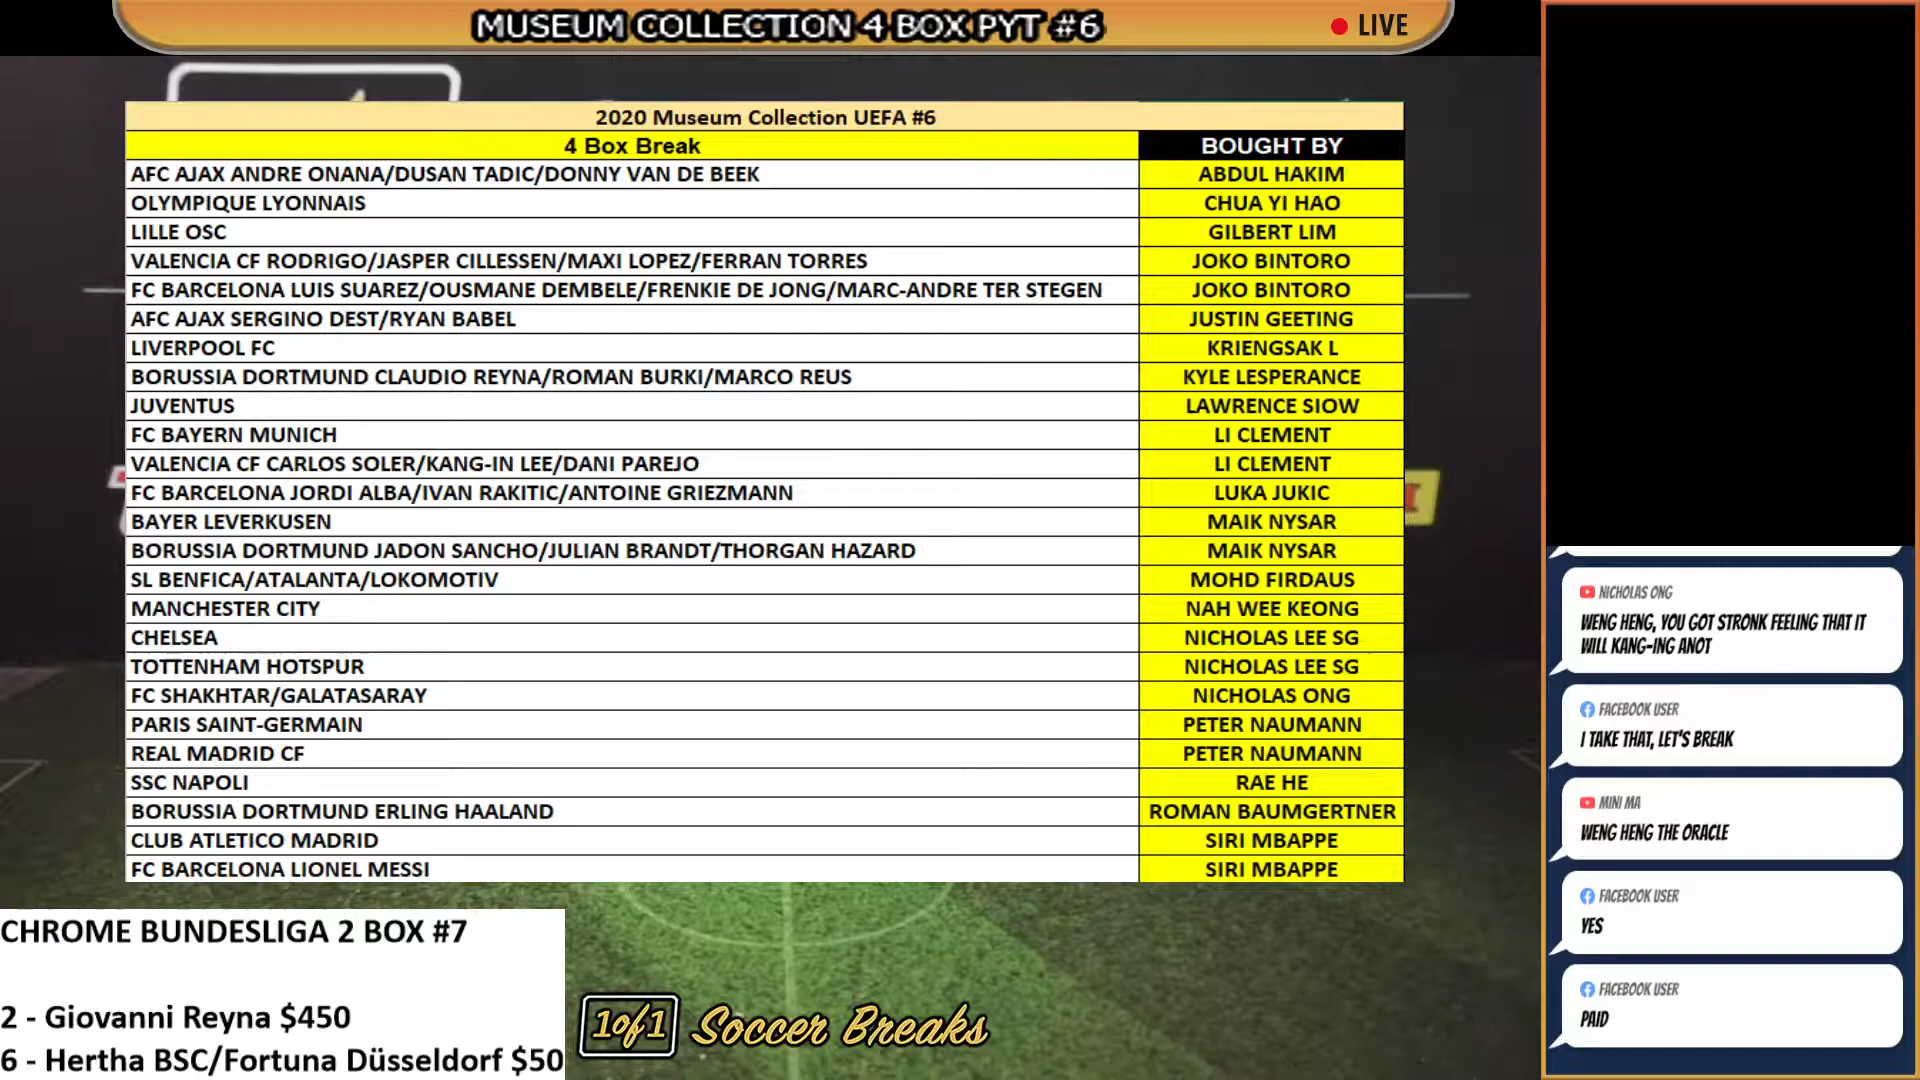 MUSEUM COLLECTION 4 BOX PYT #6
LIVE
2020 Museum Collection UEFA #6
4 Box Break BOUGHT BY
AFC AJAX ANDRE ONANA/DUSAN TADIC/DONNY VAN DE BEEK ABDUL HAKIM
OLYMPIQUE LYONNAIS CHUA YI HAO
LILLE OSC GILBERT LIM
VALENCIA CF RODRIGO/JASPER CILLESSEN/MAXI LOPEZ/FERRAN TORRES JOKO BINTORO
FC BARCELONA LUIS SUAREZ/OUSMANE DEMBELE/FRENKIE DE JONG/MARC-ANDRE TER STEGEN JOKO BINTORO
AFC AJAX SERGINO DEST/RYAN BABEL JUSTIN GEETING
LIVERPOOL FC KRIENGSAK L
BORUSSIA DORTMUND CLAUDIO REYNA/ROMAN BURKI/MARCO REUS KYLE LESPERANCE
JUVENTUS LAWRENCE SIOW
FC BAYERN MUNICH LI CLEMENT
VALENCIA CF CARLOS SOLER/KANG-IN LEE/DANI PAREJO LI CLEMENT
FC BARCELONA JORDI ALBA/IVAN RAKITIC/ANTOINE GRIEZMANN LUKA JUKIC
BAYER LEVERKUSEN MAIK NYSAR
BORUSSIA DORTMUND JADON SANCHO/JULIAN BRANDT/THORGAN HAZARD MAIK NYSAR
SL BENFICA/ATALANTA/LOKOMOTIV MOHD FIRDAUS
MANCHESTER CITY NAH WEE KEONG
CHELSEA NICHOLAS LEE SG
TOTTENHAM HOTSPUR NICHOLAS LEE SG
FC SHAKHTAR/GALATASARAY NICHOLAS ONG
PARIS SAINT-GERMAIN PETER NAUMANN
REAL MADRID CF PETER NAUMANN
SSC NAPOLI RAE HE
BORUSSIA DORTMUND ERLING HAALAND ROMAN BAUMGERTNER
CLUB ATLETICO MADRID SIRI MBAPPE
FC BARCELONA LIONEL MESSI SIRI MBAPPE
CHROME BUNDESLIGA 2 BOX #7
2 - Giovanni Reyna $450
6 - Hertha BSC/Fortuna Düsseldorf $50
1of1 Soccer Breaks
NICHOLAS ONG
WENG HENG, YOU GOT STRONK FEELING THAT IT
WILL KANG-ING ANOT
FACEBOOK USER
I TAKE THAT, LET'S BREAK
MINI MA
WENG HENG THE ORACLE
FACEBOOK USER
YES
FACEBOOK USER
PAID